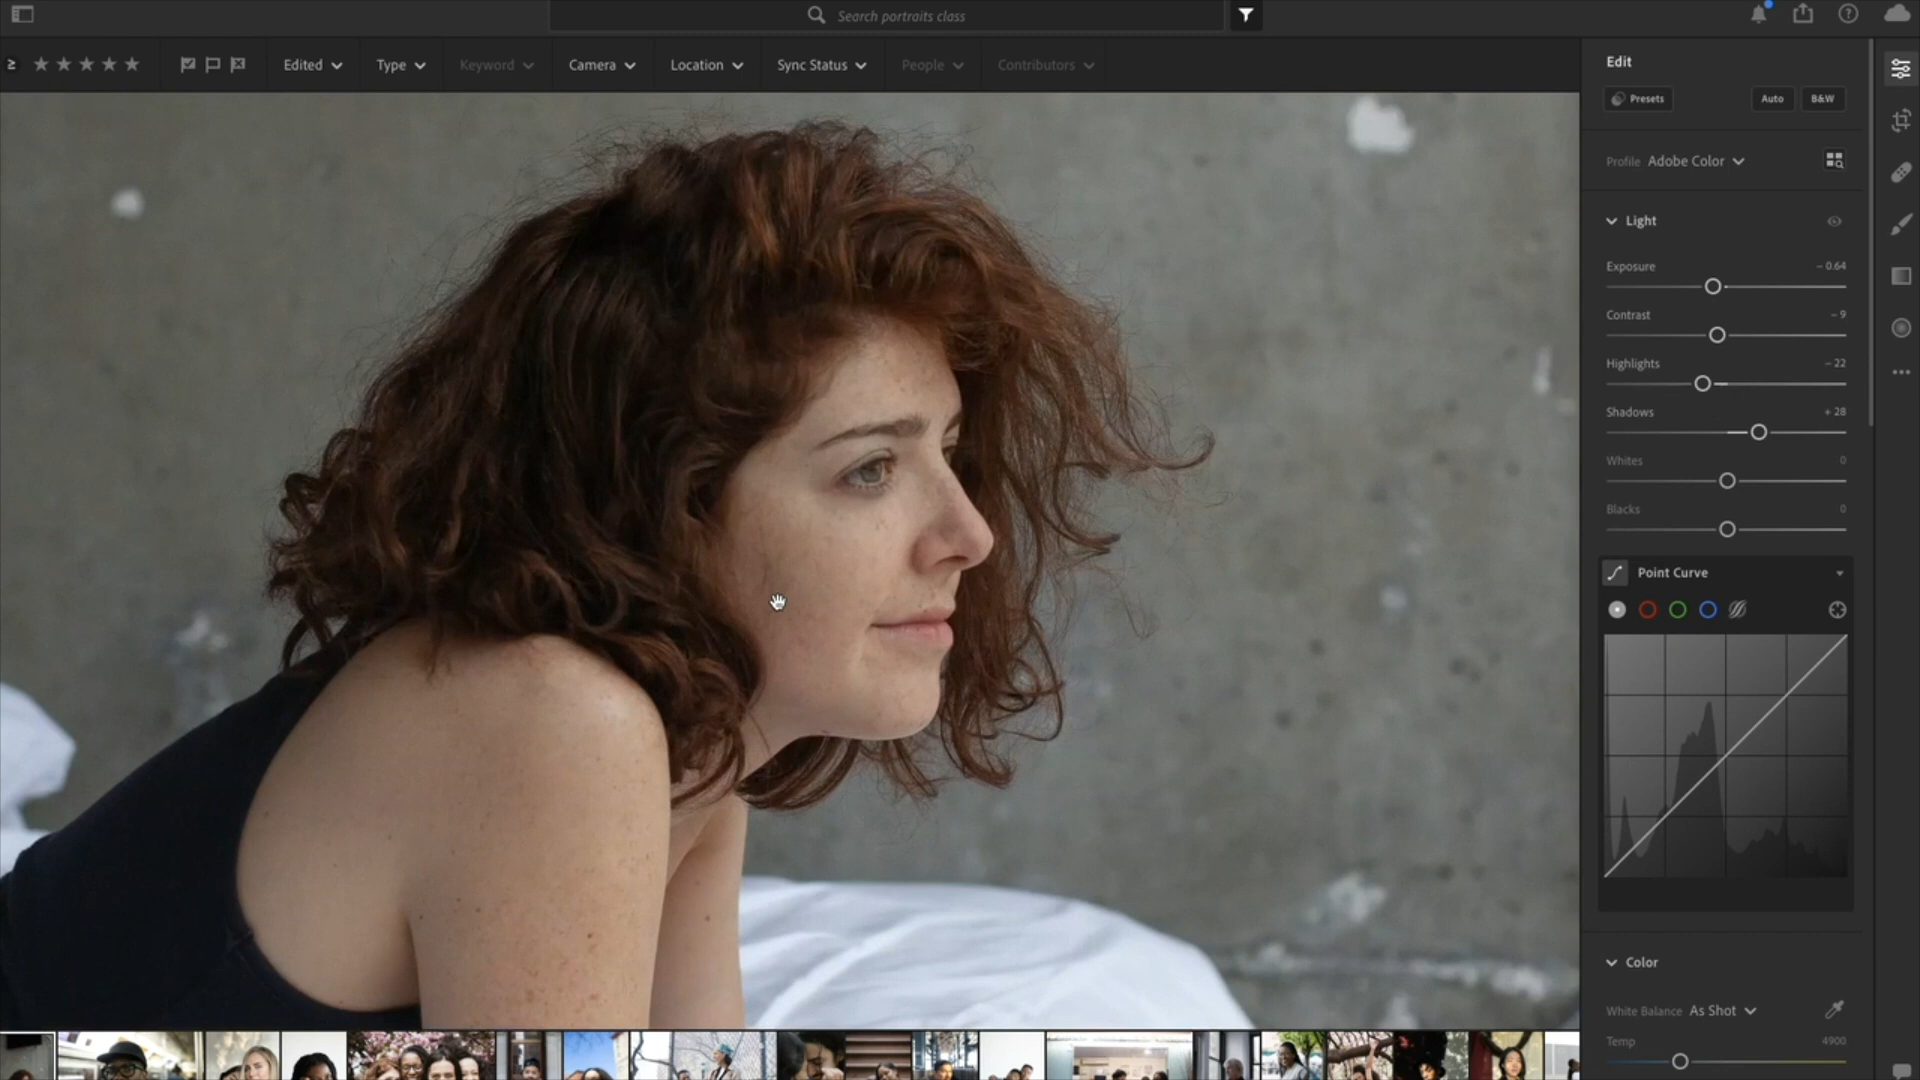 Search portraits class
≥
Edited
Type
Keyword
Camera
Location
Sync Status
People
Contributors
Edit
Presets
Auto
B&W
Profile Adobe Color
Light
Exposure − 0.64
Contrast − 9
Highlights − 22
Shadows + 28
Whites 0
Blacks 0
Point Curve
Color
White Balance As Shot
Temp 4900